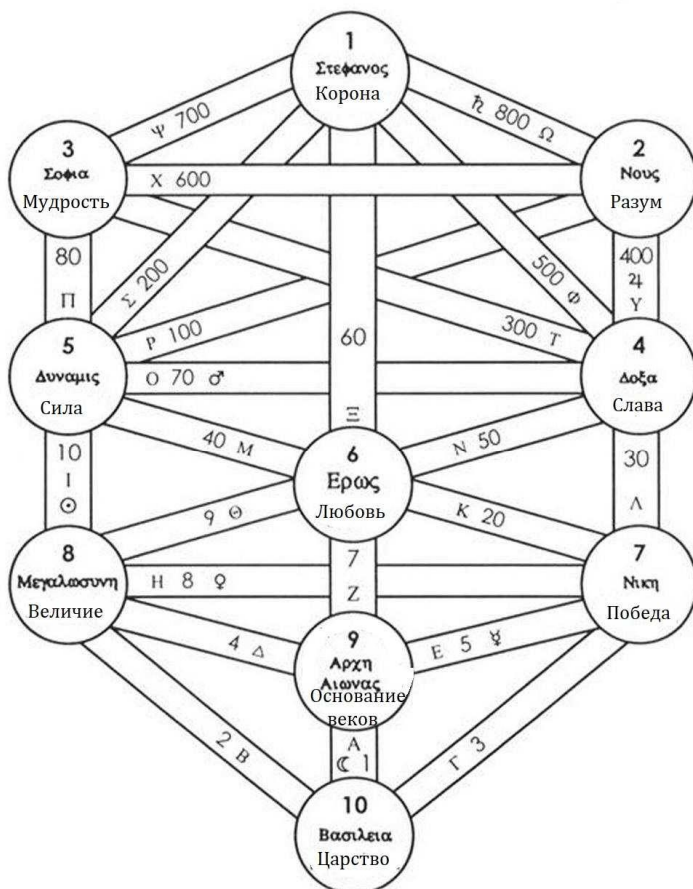 1
Στεφανος
Корона
Ψ 700
♄ 800 Ω
3
Σοφια
Мудрость
2
Νους
Разум
Χ 600
80
Π
Σ 200
Ρ 100
60
Ξ
500 Φ
300 Τ
400
♃
Υ
5
Δυναμις
Сила
Ο 70 ♂
4
Δοξα
Слава
40 Μ
Ν 50
10
Ι
☉
6
Ερως
Любовь
30
Λ
9 Θ
Κ 20
8
Μεγαλωσυνη
Величие
Η 8 ♀
7
Ζ
7
Νικη
Победа
4 Δ
Ε 5 ☿
9
Αρχη
Αιωνας
Основание
веков
2 Β
Α
☾ 1
Γ 3
10
Βασιλεια
Царство